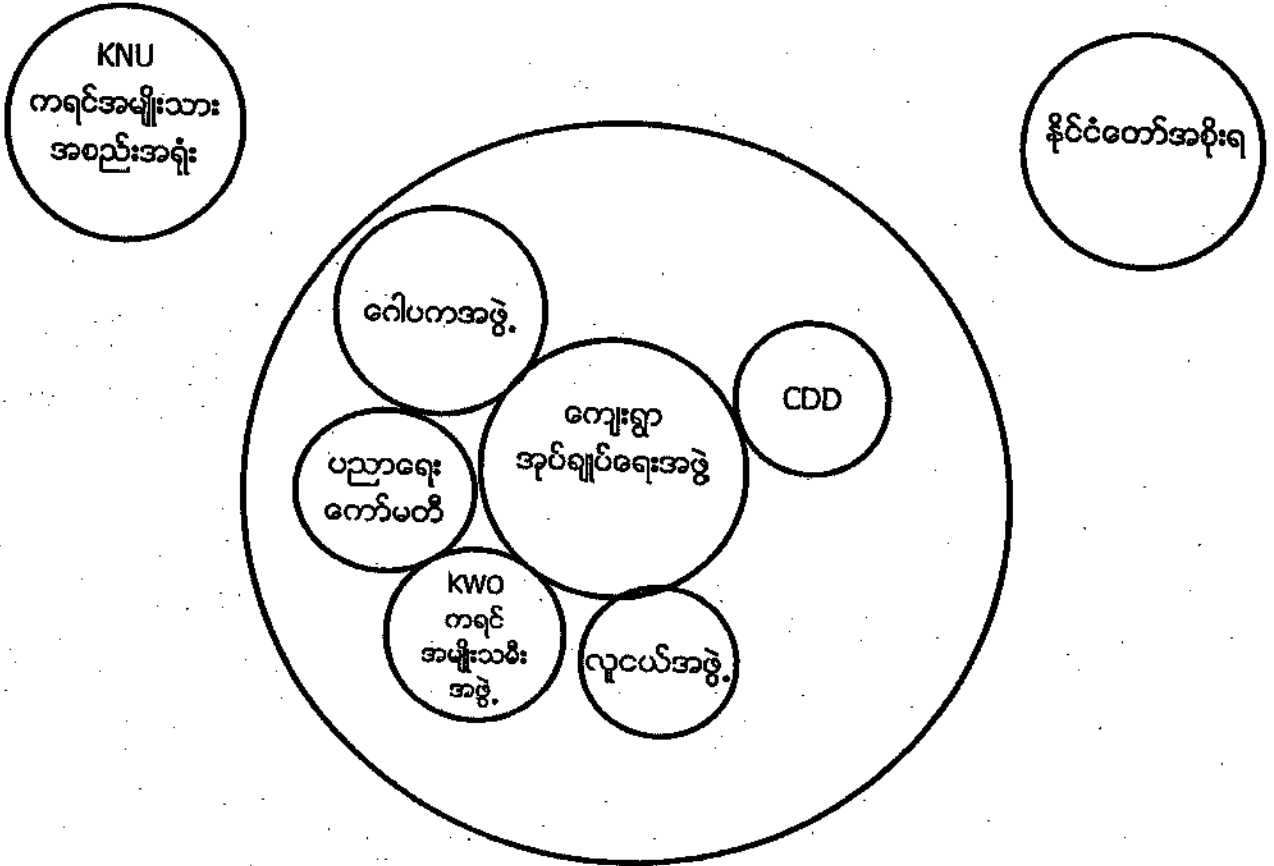 KNU
ကရင်အမျိုးသား
အစည်းအရုံး
နိုင်ငံတော်အစိုးရ
ဂေါပကအဖွဲ့
CDD
ကျေးရွာ
အုပ်ချုပ်ရေးအဖွဲ့
ပညာရေး
ကော်မတီ
KWO
ကရင်
အမျိုးသမီး
အဖွဲ့
လူငယ်အဖွဲ့